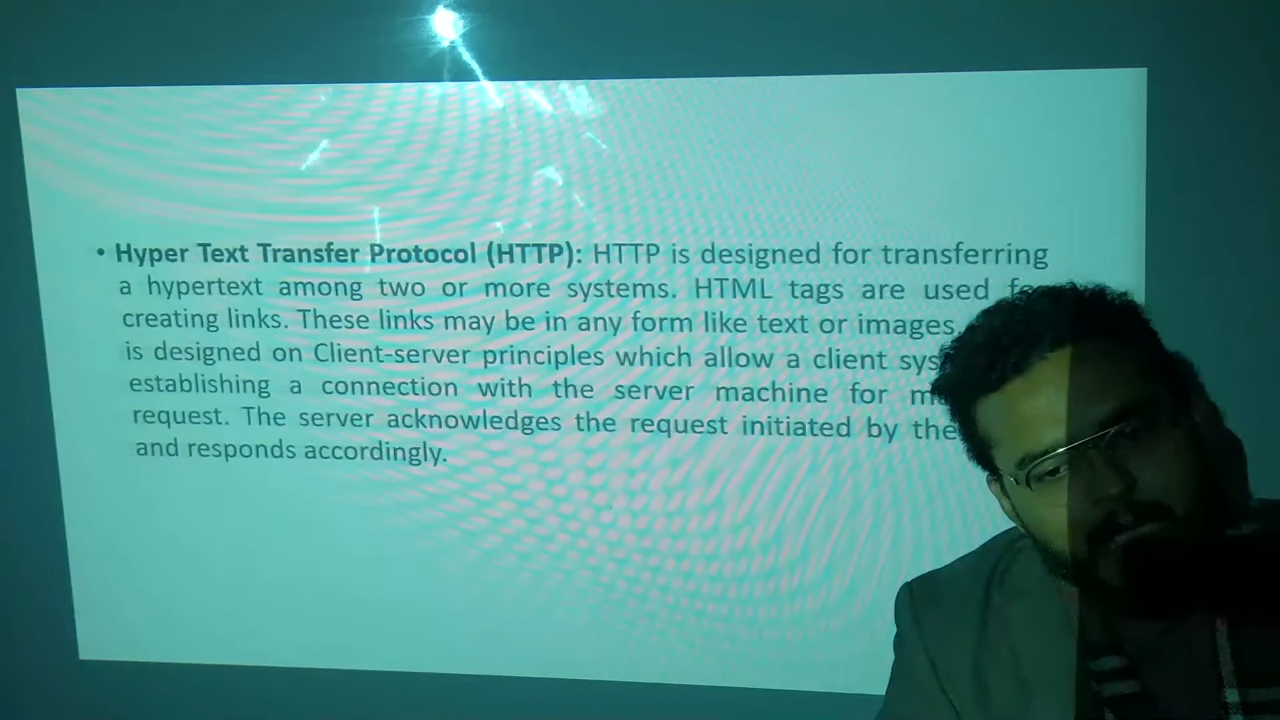 • Hyper Text Transfer Protocol (HTTP): HTTP is designed for transferring
a hypertext among two or more systems. HTML tags are used
creating links. These links may be in any form like text or images.
is designed on Client-server principles which allow a client
establishing a connection with the server machine for
request. The server acknowledges the request initiated by the
and responds accordingly.